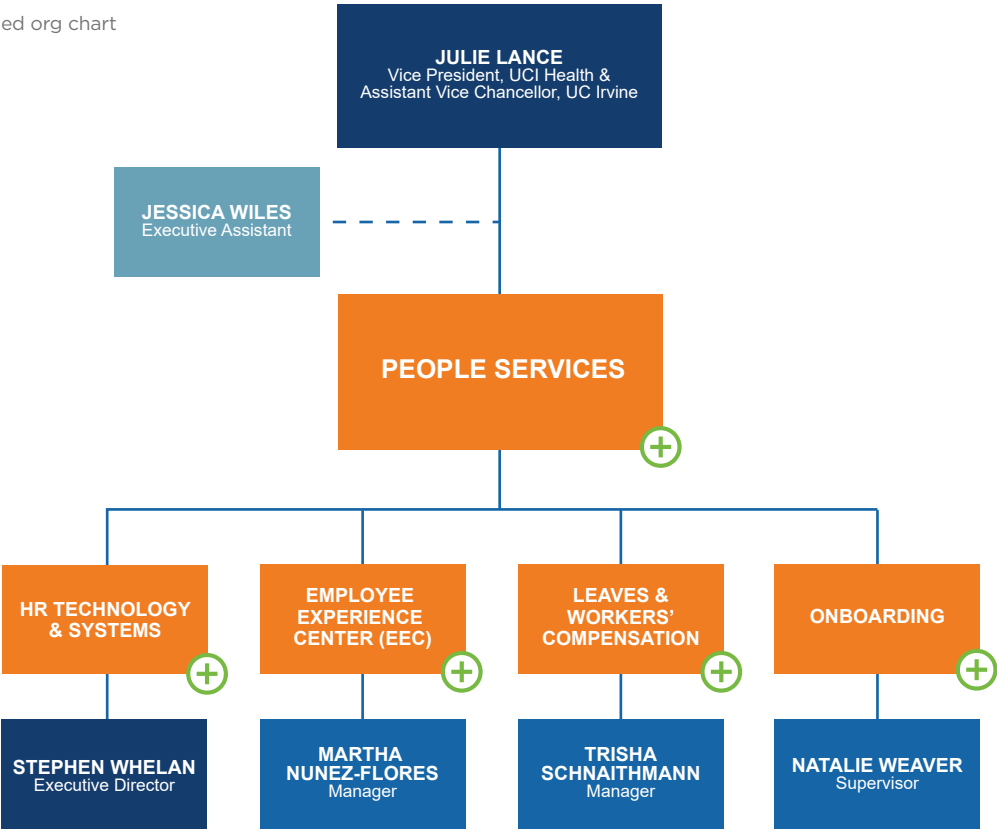 ed org chart
JULIE LANCE
Vice President, UCI Health &
Assistant Vice Chancellor, UC Irvine
JESSICA WILES
Executive Assistant
PEOPLE SERVICES
HR TECHNOLOGY
& SYSTEMS
EMPLOYEE
EXPERIENCE
CENTER (EEC)
LEAVES &
WORKERS’
COMPENSATION
ONBOARDING
STEPHEN WHELAN
Executive Director
MARTHA
NUNEZ-FLORES
Manager
TRISHA
SCHNAITHMANN
Manager
NATALIE WEAVER
Supervisor